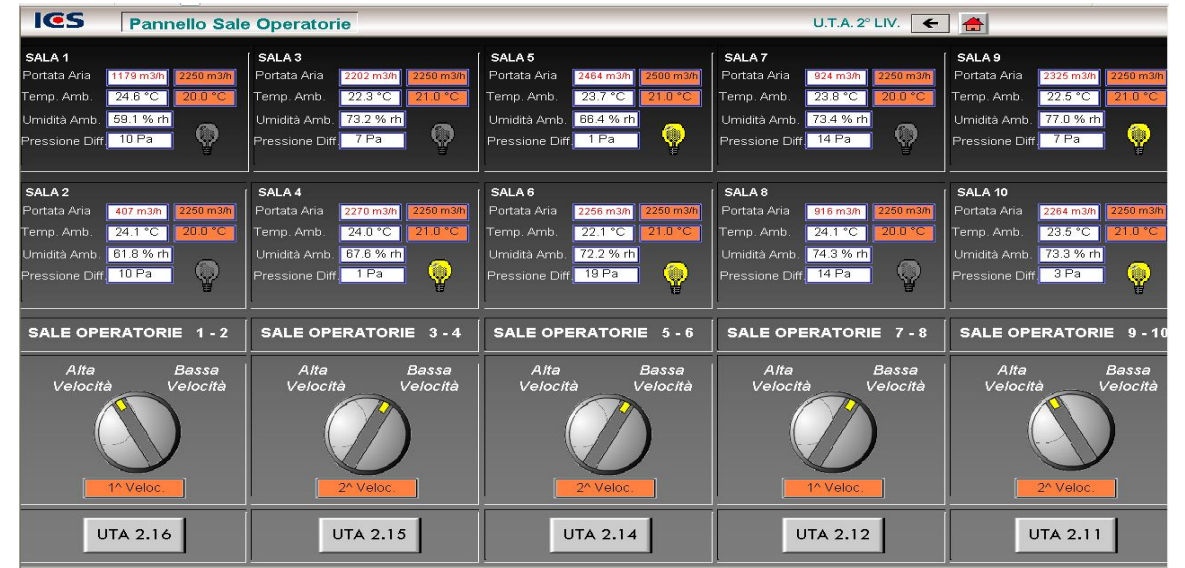 ICS Pannello Sale Operatorie U.T.A. 2° LIV.
SALA 1
Portata Aria 1179 m3/h 2250 m3/h
Temp. Amb. 24.6 °C 20.0 °C
Umidità Amb. 59.1 % rh
Pressione Diff. 10 Pa
SALA 3
Portata Aria 2202 m3/h 2250 m3/h
Temp. Amb. 22.3 °C 21.0 °C
Umidità Amb. 73.2 % rh
Pressione Diff. 7 Pa
SALA 5
Portata Aria 2464 m3/h 2500 m3/h
Temp. Amb. 23.7 °C 21.0 °C
Umidità Amb. 66.4 % rh
Pressione Diff. 1 Pa
SALA 7
Portata Aria 924 m3/h 2250 m3/h
Temp. Amb. 23.8 °C 20.0 °C
Umidità Amb. 73.4 % rh
Pressione Diff. 14 Pa
SALA 9
Portata Aria 2325 m3/h 2250 m3/h
Temp. Amb. 22.5 °C 21.0 °C
Umidità Amb. 77.0 % rh
Pressione Diff. 7 Pa
SALA 2
Portata Aria 407 m3/h 2250 m3/h
Temp. Amb. 24.1 °C 20.0 °C
Umidità Amb. 61.8 % rh
Pressione Diff. 10 Pa
SALA 4
Portata Aria 2270 m3/h 2250 m3/h
Temp. Amb. 24.0 °C 21.0 °C
Umidità Amb. 67.6 % rh
Pressione Diff. 1 Pa
SALA 6
Portata Aria 2256 m3/h 2250 m3/h
Temp. Amb. 22.1 °C 21.0 °C
Umidità Amb. 72.2 % rh
Pressione Diff. 19 Pa
SALA 8
Portata Aria 916 m3/h 2250 m3/h
Temp. Amb. 24.1 °C 20.0 °C
Umidità Amb. 74.3 % rh
Pressione Diff. 14 Pa
SALA 10
Portata Aria 2264 m3/h 2250 m3/h
Temp. Amb. 23.5 °C 21.0 °C
Umidità Amb. 73.3 % rh
Pressione Diff. 3 Pa
SALE OPERATORIE 1 - 2
Alta Bassa
Velocità Velocità
1^ Veloc.
UTA 2.16
SALE OPERATORIE 3 - 4
Alta Bassa
Velocità Velocità
2^ Veloc.
UTA 2.15
SALE OPERATORIE 5 - 6
Alta Bassa
Velocità Velocità
2^ Veloc.
UTA 2.14
SALE OPERATORIE 7 - 8
Alta Bassa
Velocità Velocità
1^ Veloc.
UTA 2.12
SALE OPERATORIE 9 - 10
Alta Bassa
Velocità Velocità
2^ Veloc.
UTA 2.11